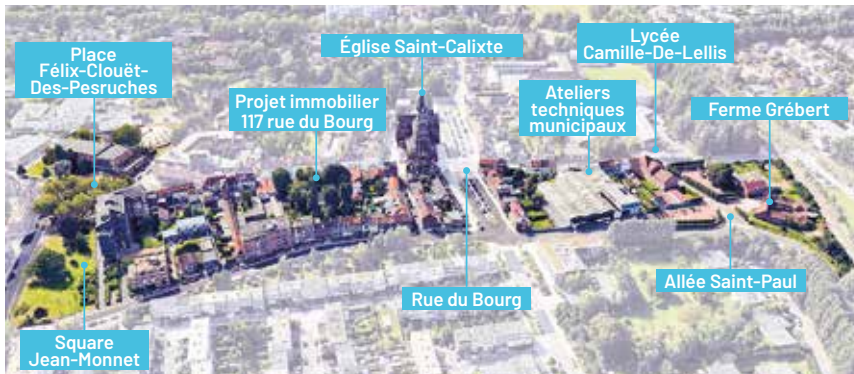 Place
Félix-Clouët-
Des-Pesruches
Église Saint-Calixte
Lycée
Camille-De-Lellis
Projet immobilier
117 rue du Bourg
Ateliers
techniques
municipaux
Ferme Grébert
Rue du Bourg
Allée Saint-Paul
Square
Jean-Monnet